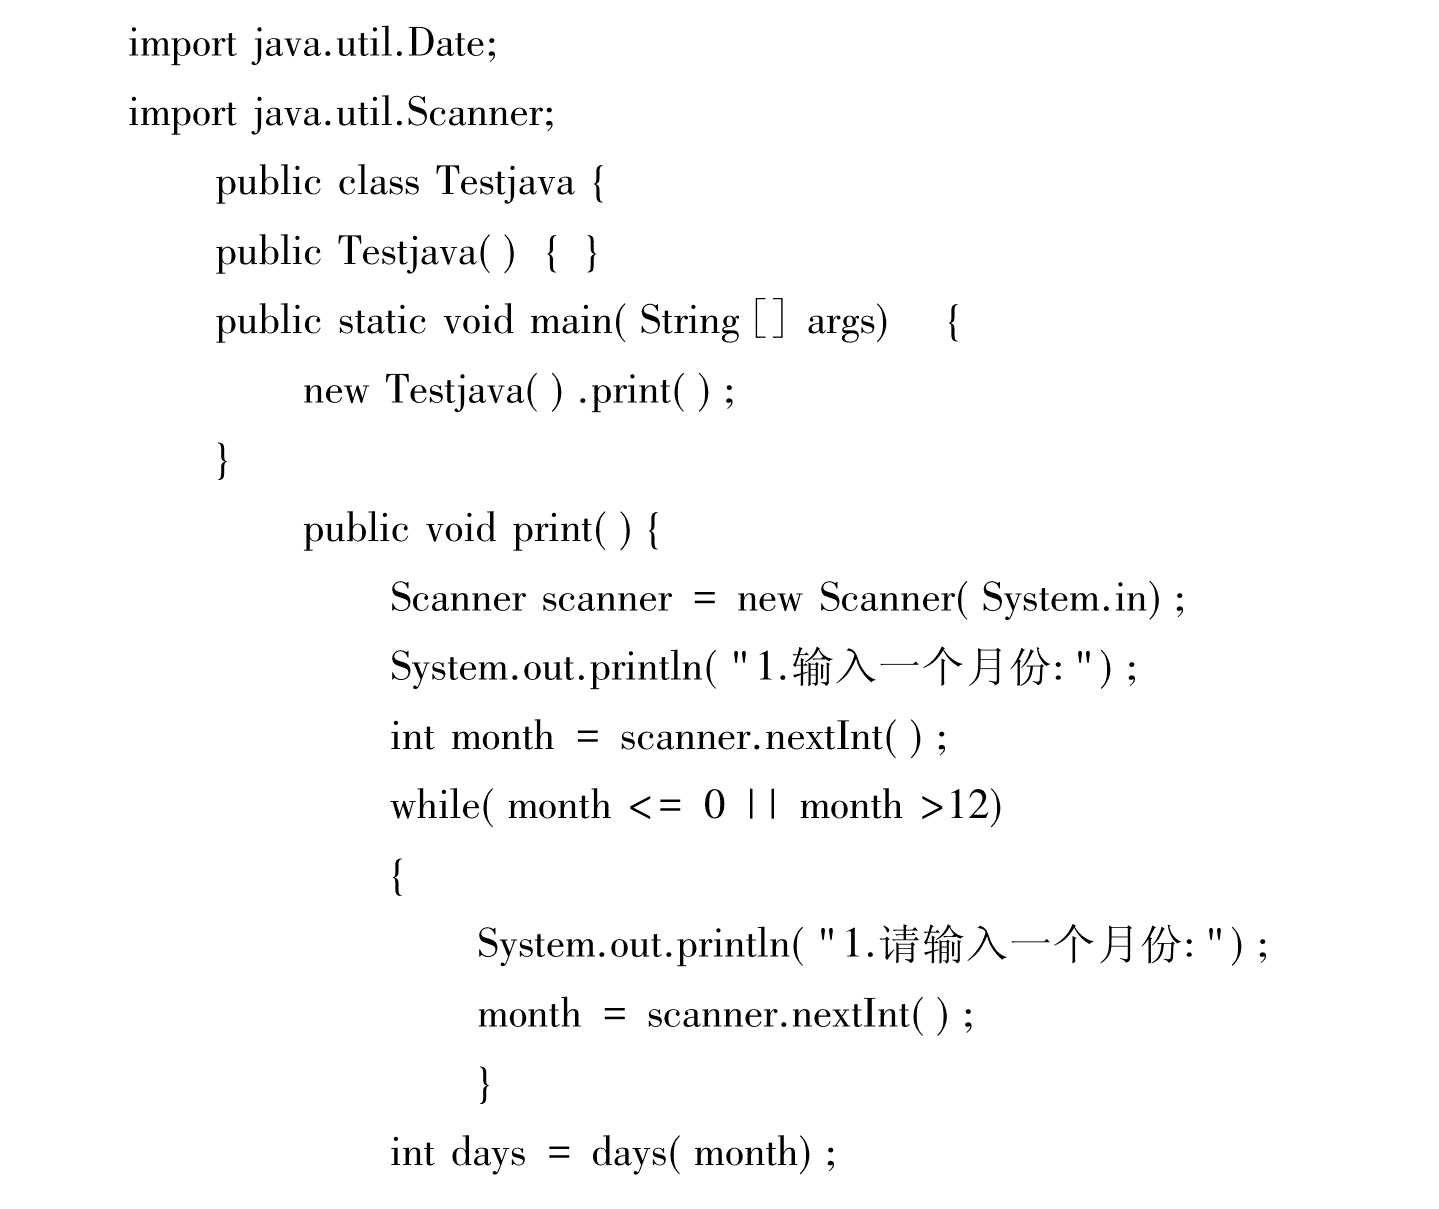 import java.util.Date;
import java.util.Scanner;
public class Testjava {
public Testjava() { }
public static void main(String[] args) {
new Testjava().print();
}
public void print(){
Scanner scanner = new Scanner(System.in);
System.out.println("1.输入一个月份:");
int month = scanner.nextInt();
while(month <= 0 || month >12)
{
System.out.println("1.请输入一个月份:");
month = scanner.nextInt();
}
int days = days(month);